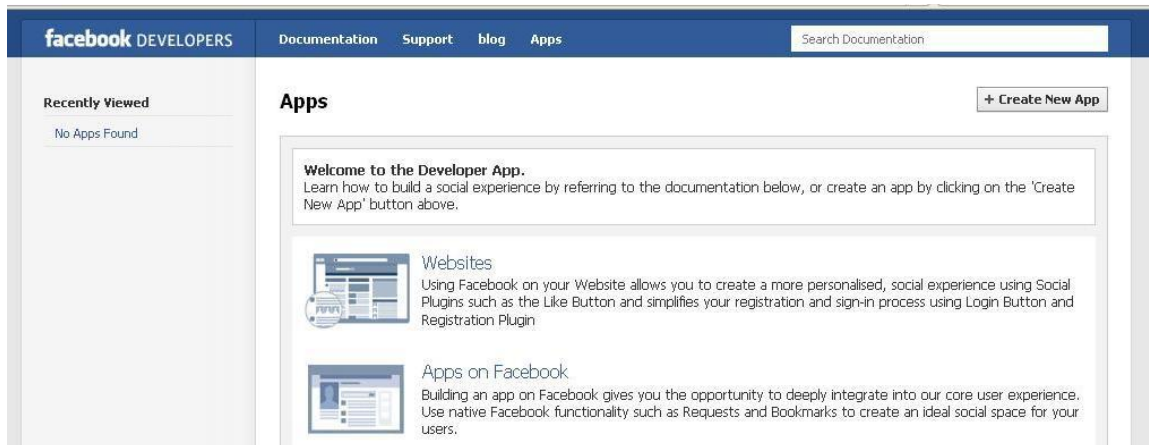 facebook DEVELOPERS
Documentation Support blog Apps
Search Documentation
Recently Viewed
No Apps Found
Apps
+ Create New App
Welcome to the Developer App.
Learn how to build a social experience by referring to the documentation below, or create an app by clicking on the 'Create
New App' button above.
Websites
Using Facebook on your Website allows you to create a more personalised, social experience using Social
Plugins such as the Like Button and simplifies your registration and sign-in process using Login Button and
Registration Plugin
Apps on Facebook
Building an app on Facebook gives you the opportunity to deeply integrate into our core user experience.
Use native Facebook functionality such as Requests and Bookmarks to create an ideal social space for your
users.